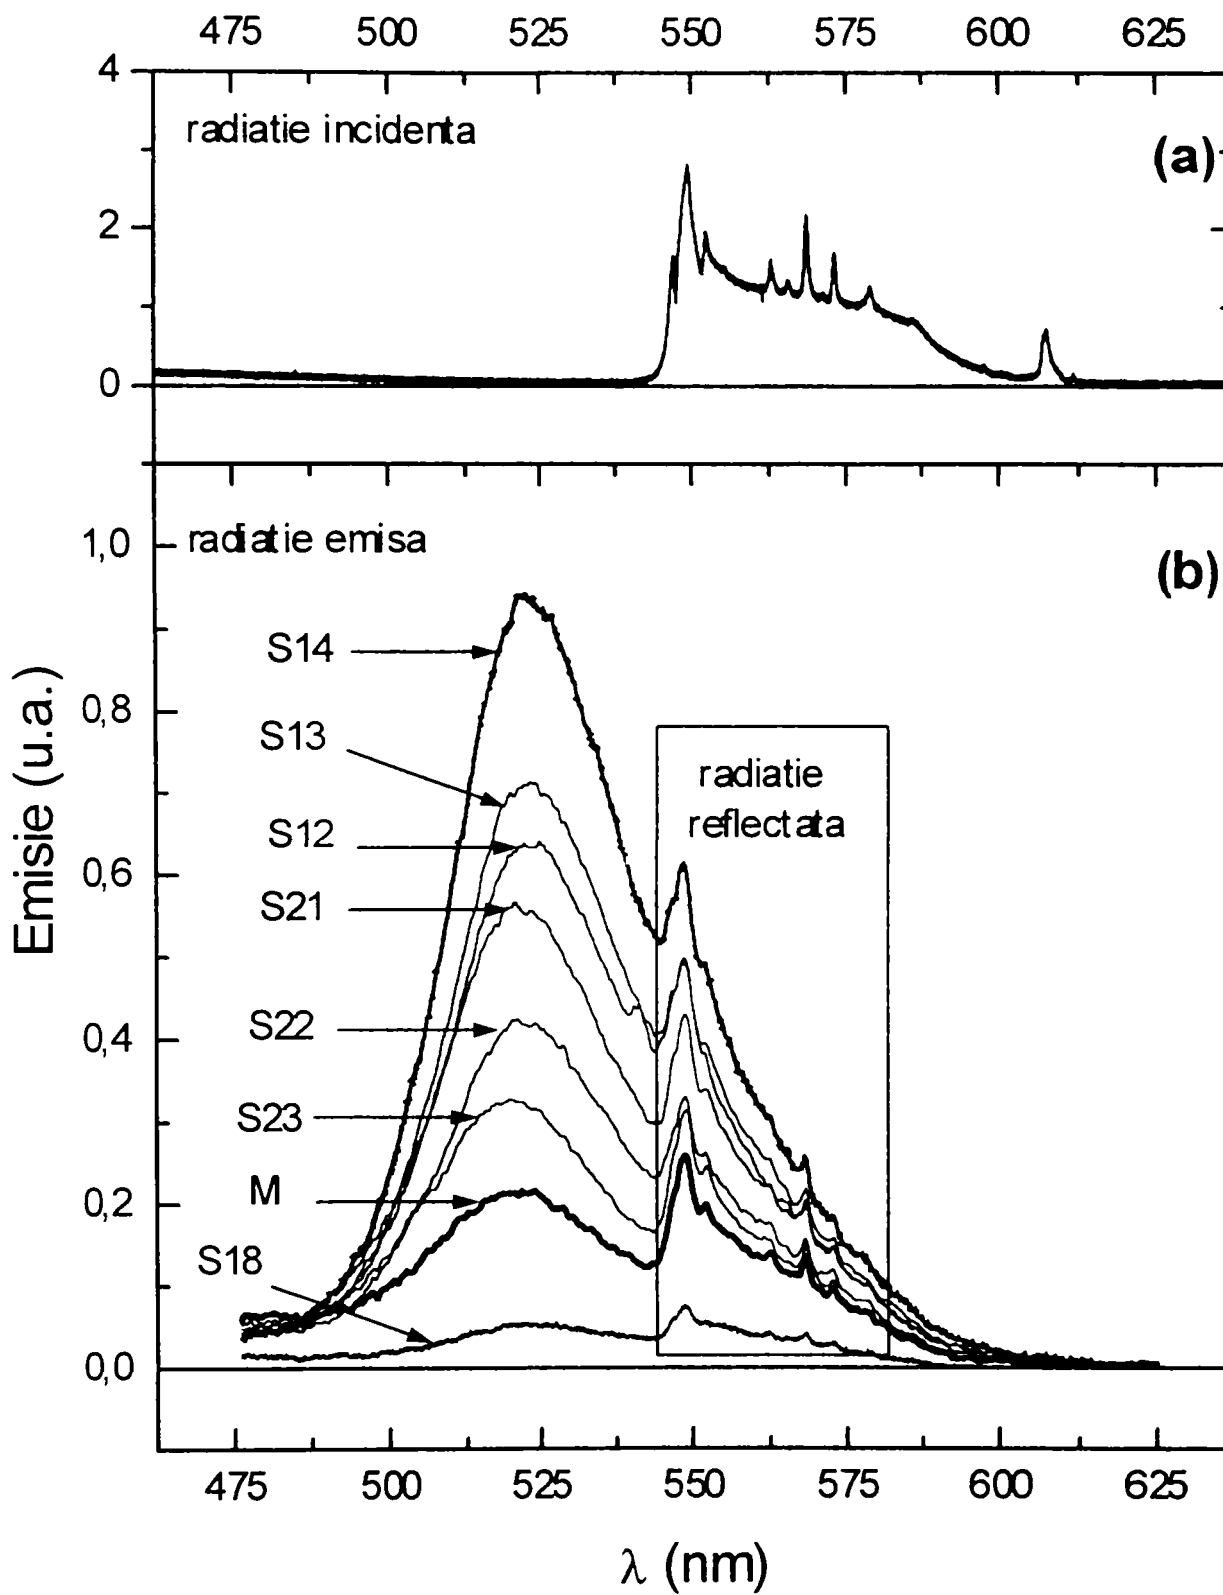 475 500 525 550 575 600 625
4
radiatie incidenta
(a)
2
0
1,0
radiatie emisa
(b)
S14
0,8
S13
radiatie
reflectata
S12
0,6
S21
Emisie (u.a.)
S22
0,4
S23
M
0,2
S18
0,0
475 500 525 550 575 600 625
λ (nm)